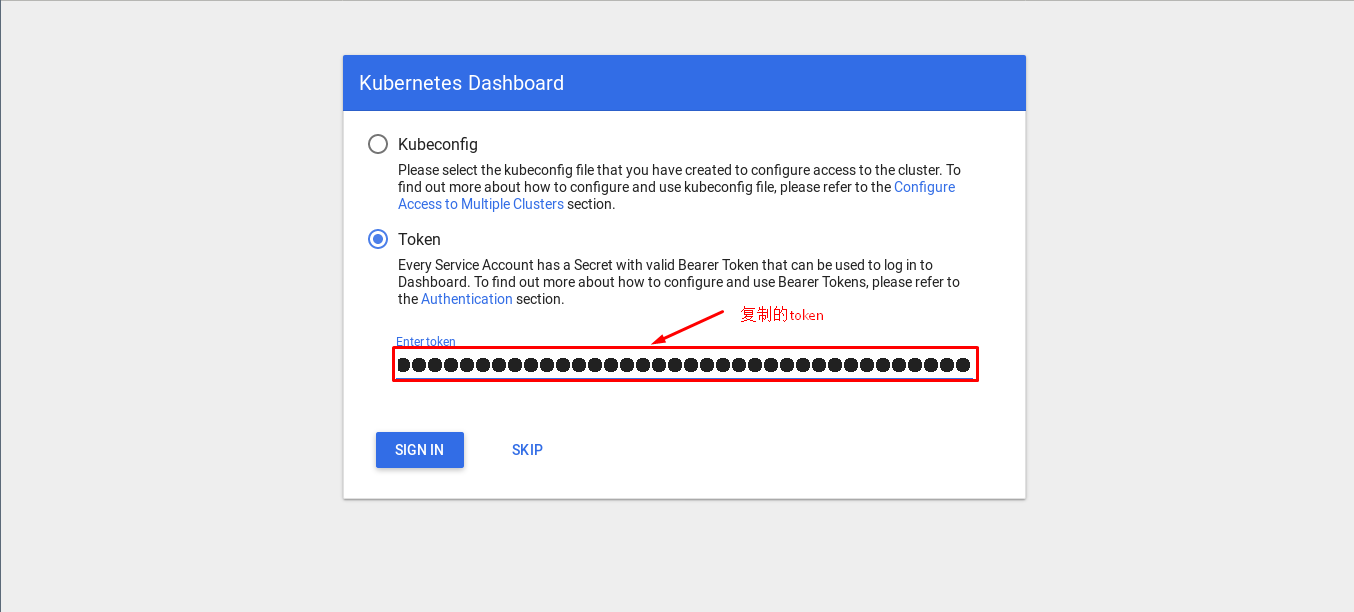 Kubernetes Dashboard
Kubeconfig
Please select the kubeconfig file that you have created to configure access to the cluster. To
find out more about how to configure and use kubeconfig file, please refer to the Configure
Access to Multiple Clusters section.
Token
Every Service Account has a Secret with valid Bearer Token that can be used to log in to
Dashboard. To find out more about how to configure and use Bearer Tokens, please refer to
the Authentication section.
复制的token
Enter token
SIGN IN
SKIP